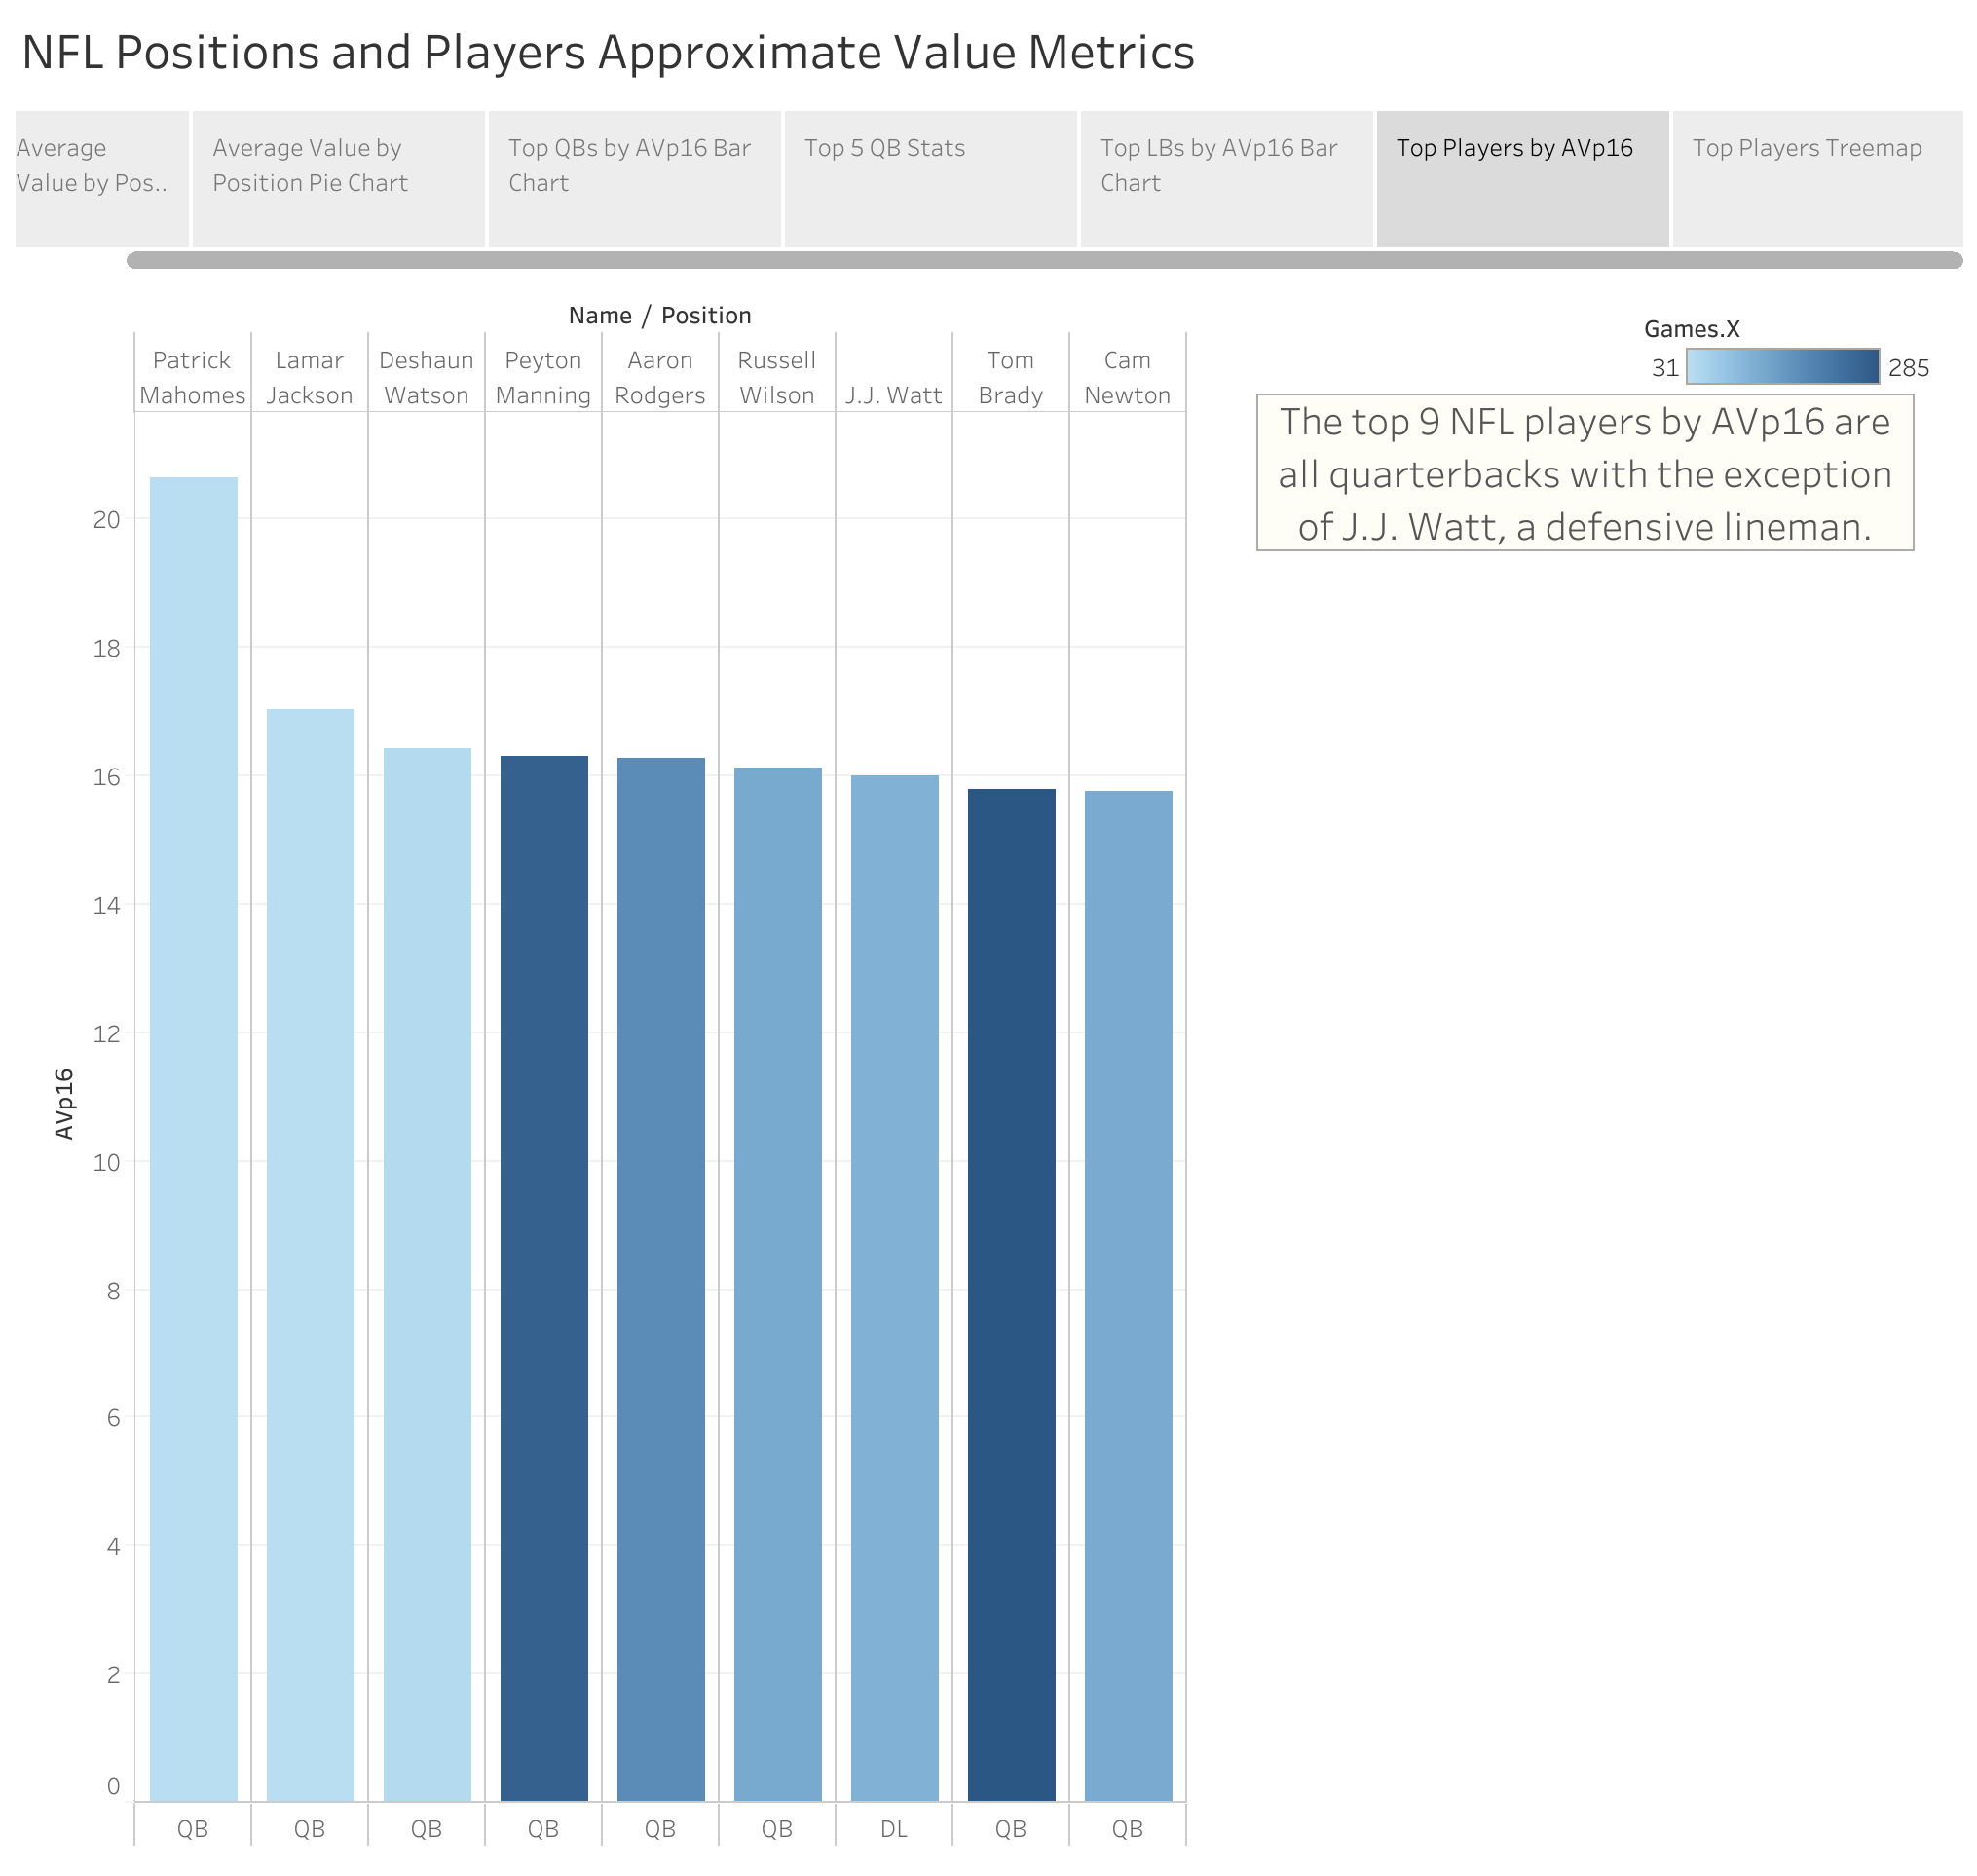 NFL Positions and Players Approximate Value Metrics
Average
Value by Pos..
Average Value by
Position Pie Chart
Top QBs by AVp16 Bar
Chart
Top 5 QB Stats
Top LBs by AVp16 Bar
Chart
Top Players by AVp16
Top Players Treemap
Name / Position
Patrick
Mahomes
Lamar
Jackson
Deshaun
Watson
Peyton
Manning
Aaron
Rodgers
Russell
Wilson
J.J. Watt
Tom
Brady
Cam
Newton
Games.X
31
285
The top 9 NFL players by AVp16 are
all quarterbacks with the exception
of J.J. Watt, a defensive lineman.
20
18
16
14
12
10
8
6
4
2
0
AVp16
QB
QB
QB
QB
QB
QB
DL
QB
QB